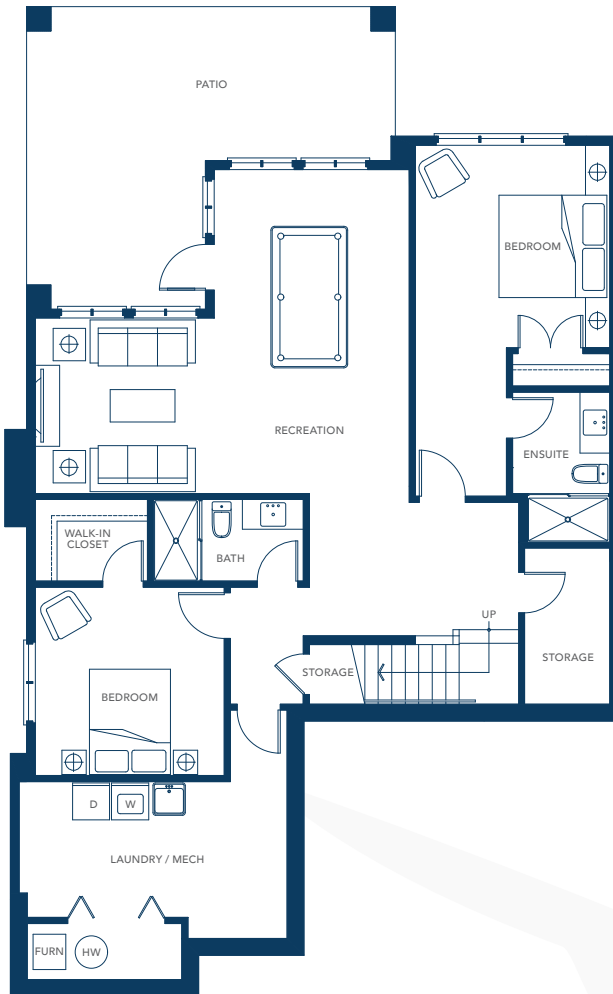 PATIO
BEDROOM
RECREATION
ENSUITE
WALK-IN
CLOSET
BATH
UP
STORAGE
STORAGE
BEDROOM
D
W
LAUNDRY / MECH
FURN
HW